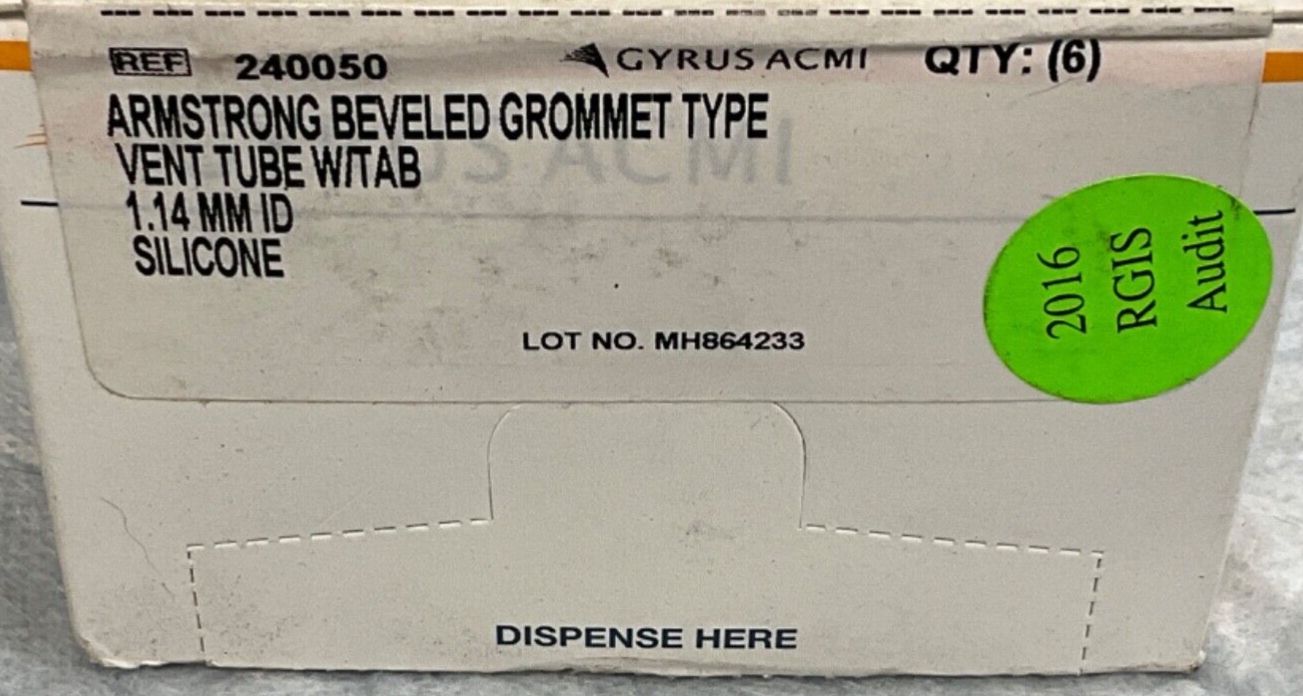 REF 240050 GYRUS ACMI QTY: (6)
ARMSTRONG BEVELED GROMMET TYPE
VENT TUBE W/TAB
1.14 MM ID
SILICONE
LOT NO. MH864233
2016
RGIS
Audit
DISPENSE HERE